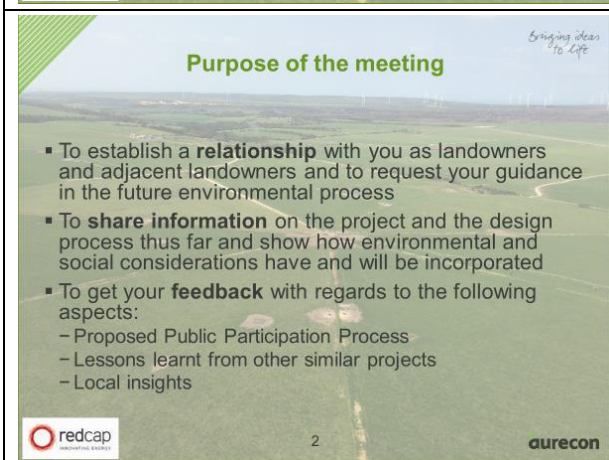 Bringing ideas
to life
Purpose of the meeting
▪ To establish a relationship with you as landowners
and adjacent landowners and to request your guidance
in the future environmental process
▪ To share information on the project and the design
process thus far and show how environmental and
social considerations have and will be incorporated
▪ To get your feedback with regards to the following
aspects:
− Proposed Public Participation Process
− Lessons learnt from other similar projects
− Local insights
redcap
INNOVATING ENERGY
2
aurecon